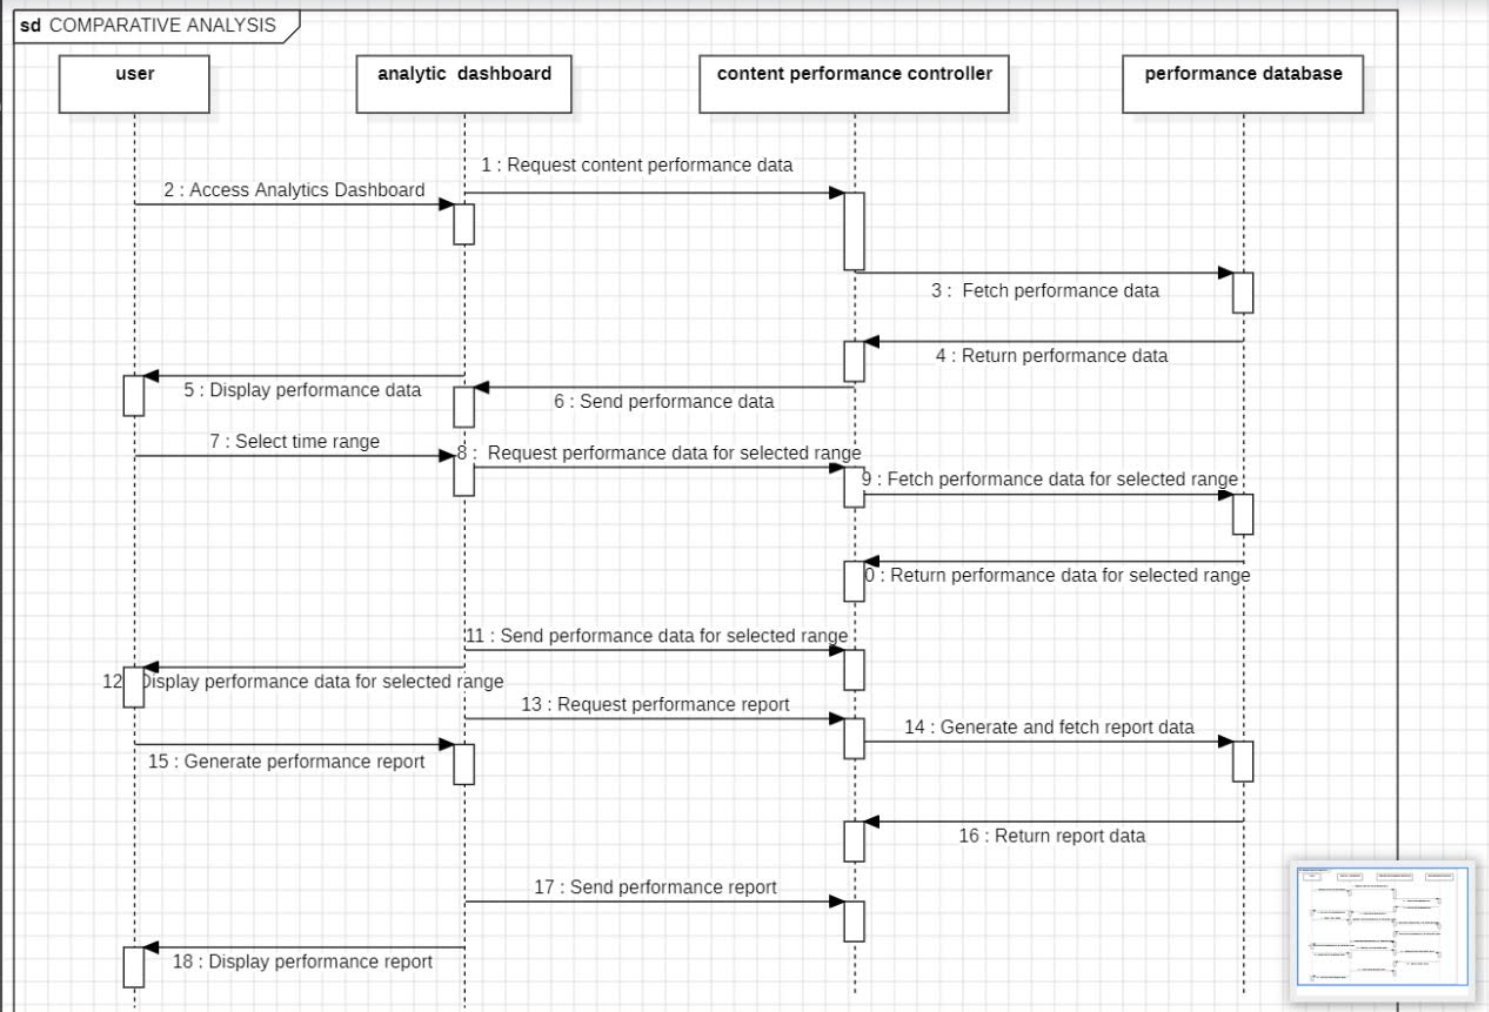 sd COMPARATIVE ANALYSIS
user
analytic dashboard
content performance controller
performance database
1 : Request content performance data
2 : Access Analytics Dashboard
3 : Fetch performance data
4 : Return performance data
5 : Display performance data
6 : Send performance data
7 : Select time range
8 : Request performance data for selected range
9 : Fetch performance data for selected range
0 : Return performance data for selected range
11 : Send performance data for selected range
12 Display performance data for selected range
13 : Request performance report
14 : Generate and fetch report data
15 : Generate performance report
16 : Return report data
17 : Send performance report
18 : Display performance report